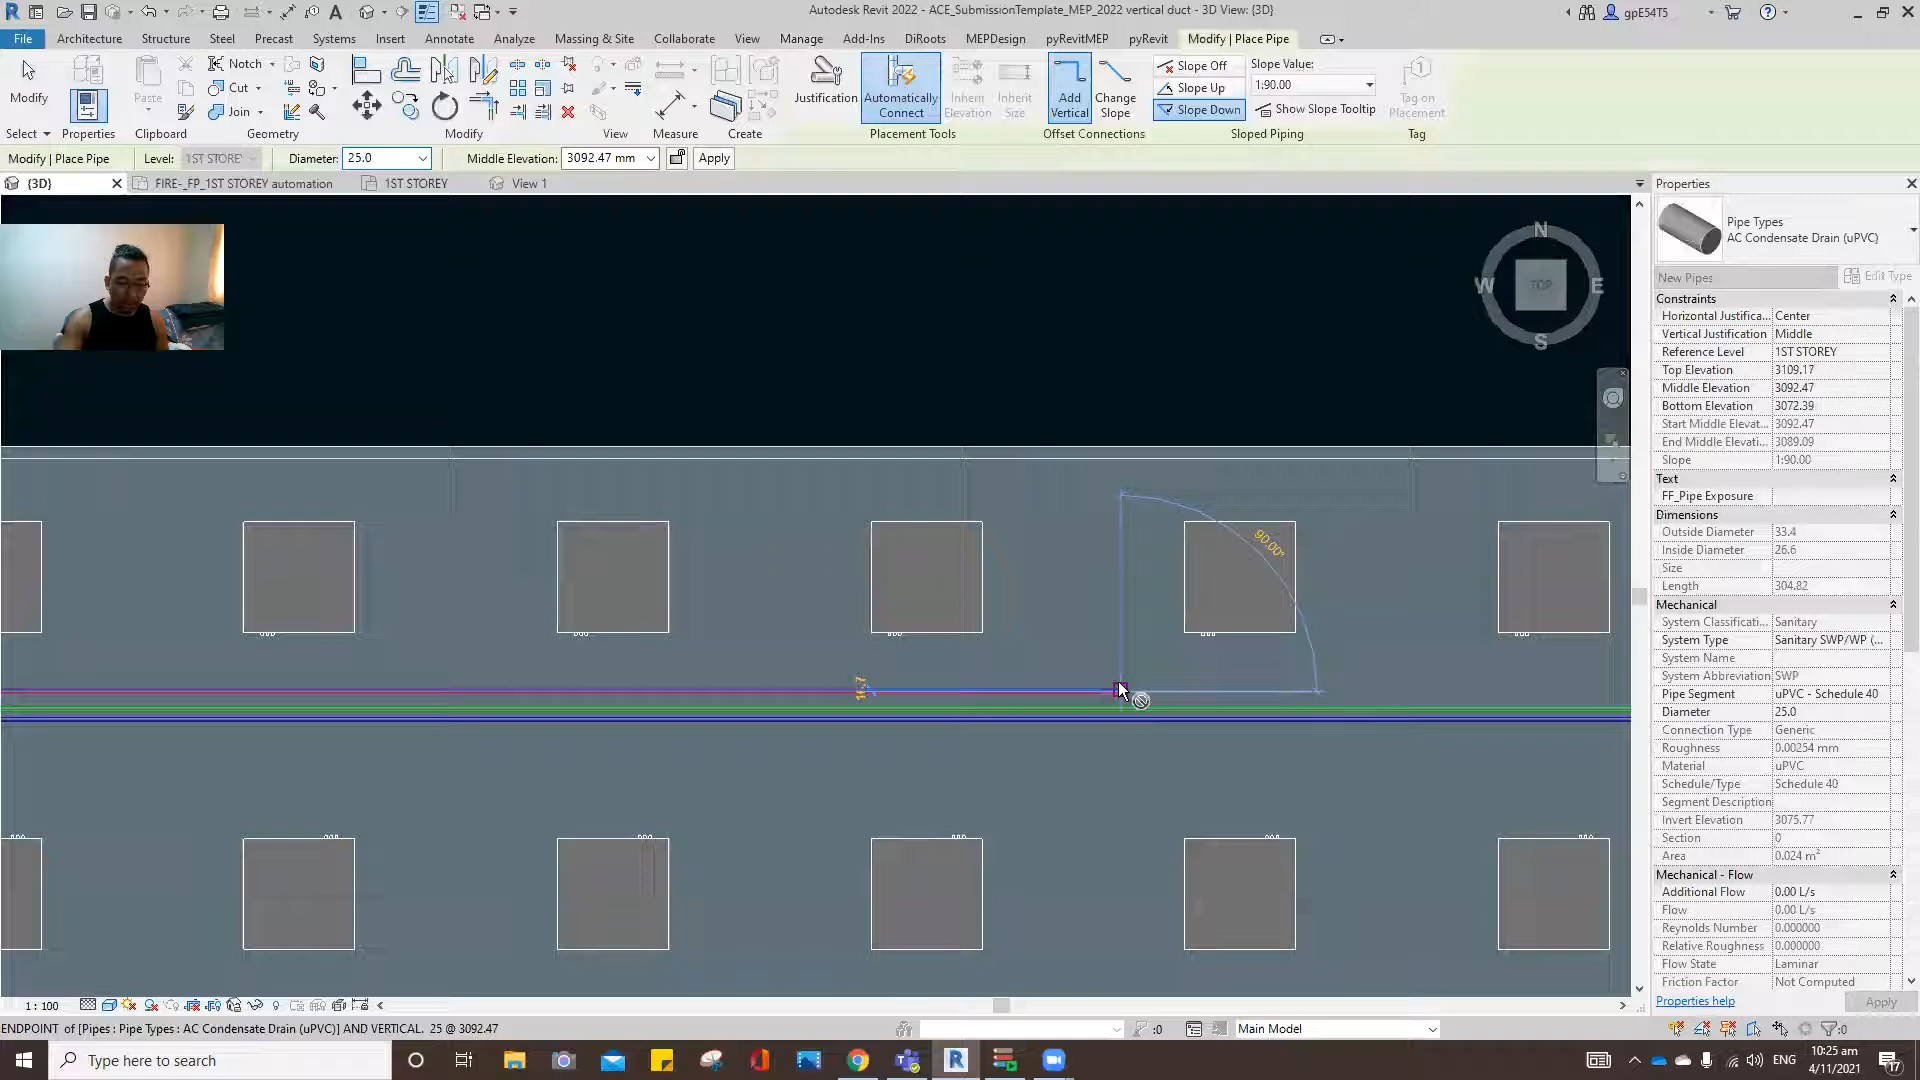 Autodesk Revit 2022 - ACE_SubmissionTemplate_MEP_2022 vertical duct - 3D View: {3D}
gpE54T5
File Architecture Structure Steel Precast Systems Insert Annotate Analyze Massing & Site Collaborate View Manage Add-Ins DiRoots MEPDesign pyRevitMEP pyRevit Modify | Place Pipe
Modify
Paste
Notch
Cut
Join
Justification
Automatically Connect
Inherit Elevation
Inherit Size
Add Vertical
Change Slope
Slope Off
Slope Up
Slope Down
Slope Value:
1:90.00
Show Slope Tooltip
Tag on Placement
Select Properties Clipboard Geometry Modify View Measure Create Placement Tools Offset Connections Sloped Piping Tag
Modify | Place Pipe Level: 1ST STORE Diameter: 25.0 Middle Elevation: 3092.47 mm Apply
{3D} FIRE-_FP_1ST STOREY automation 1ST STOREY View 1
N
W TOP E
S
90.00°
16.7
Properties
Pipe Types
AC Condensate Drain (uPVC)
New Pipes Edit Type
Constraints
Horizontal Justifica... Center
Vertical Justification Middle
Reference Level 1ST STOREY
Top Elevation 3109.17
Middle Elevation 3092.47
Bottom Elevation 3072.39
Start Middle Elevat... 3092.47
End Middle Elevati... 3089.09
Slope 1:90.00
Text
FF_Pipe Exposure
Dimensions
Outside Diameter 33.4
Inside Diameter 26.6
Size
Length 304.82
Mechanical
System Classificati... Sanitary
System Type Sanitary SWP/WP (...
System Name
System Abbreviation SWP
Pipe Segment uPVC - Schedule 40
Diameter 25.0
Connection Type Generic
Roughness 0.00254 mm
Material uPVC
Schedule/Type Schedule 40
Segment Description
Invert Elevation 3075.77
Section 0
Area 0.024 m²
Mechanical - Flow
Additional Flow 0.00 L/s
Flow 0.00 L/s
Reynolds Number 0.000000
Relative Roughness 0.000000
Flow State Laminar
Friction Factor Not Computed
Properties help Apply
1 : 100
ENDPOINT of [Pipes : Pipe Types : AC Condensate Drain (uPVC)] AND VERTICAL. 25 @ 3092.47
:0 Main Model :0
Type here to search
ENG
10:25 am
4/11/2021
17